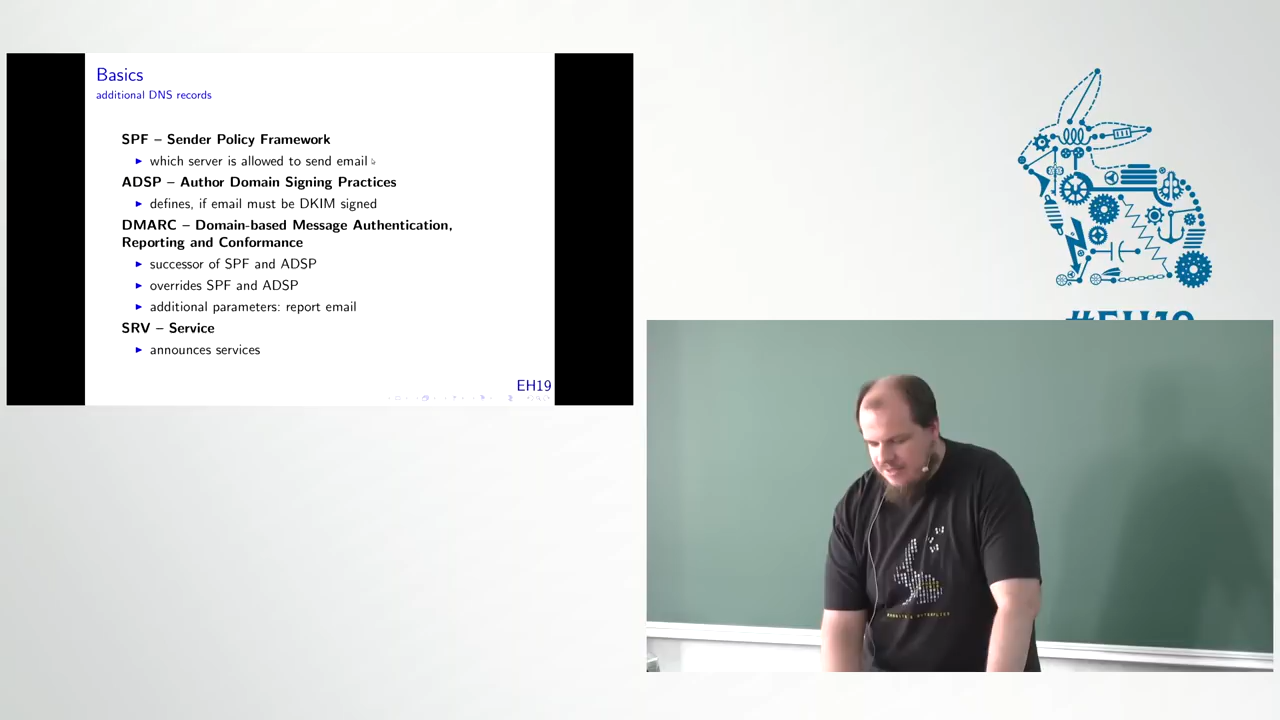 Basics
additional DNS records
SPF – Sender Policy Framework
▶ which server is allowed to send email
ADSP – Author Domain Signing Practices
▶ defines, if email must be DKIM signed
DMARC – Domain-based Message Authentication,
Reporting and Conformance
▶ successor of SPF and ADSP
▶ overrides SPF and ADSP
▶ additional parameters: report email
SRV – Service
▶ announces services
EH19
#EH19